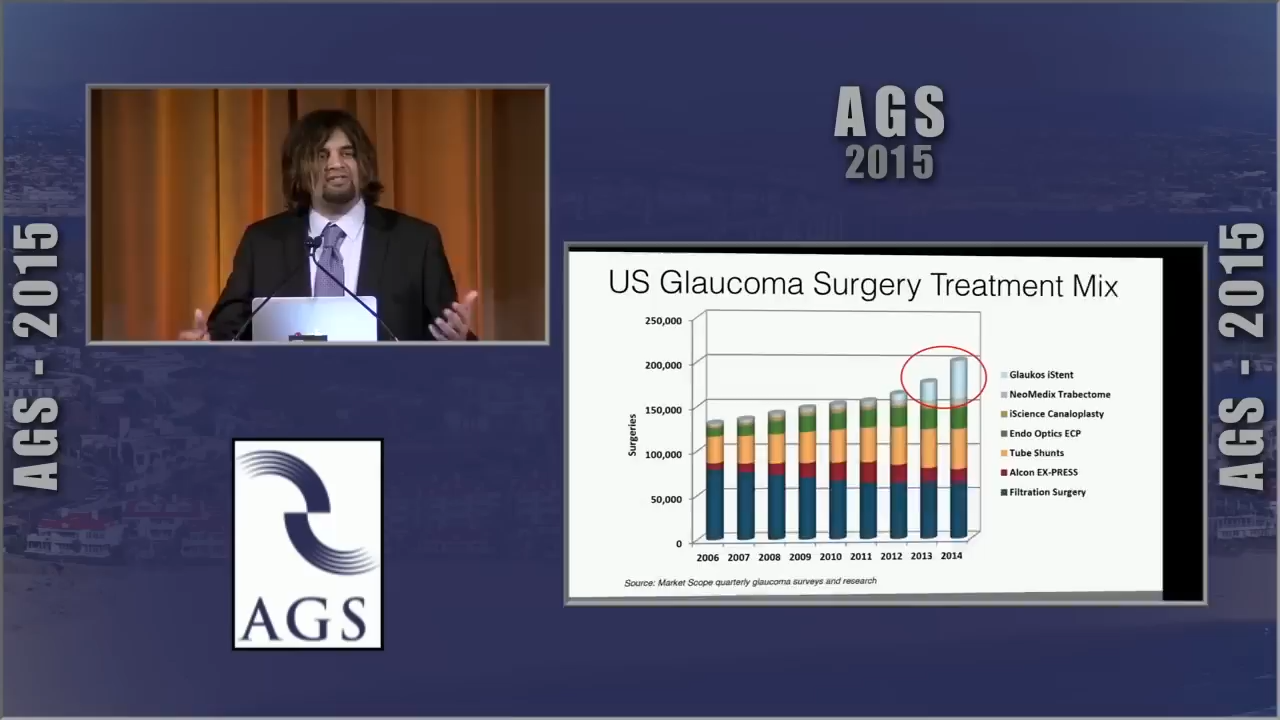 AGS
2015
AGS - 2015
AGS - 2015
AGS
US Glaucoma Surgery Treatment Mix
250,000
200,000
150,000
100,000
50,000
0
Surgeries
2006 2007 2008 2009 2010 2011 2012 2013 2014
Glaukos iStent
NeoMedix Trabectome
iScience Canaloplasty
Endo Optics ECP
Tube Shunts
Alcon EX-PRESS
Filtration Surgery
Source: Market Scope quarterly glaucoma surveys and research